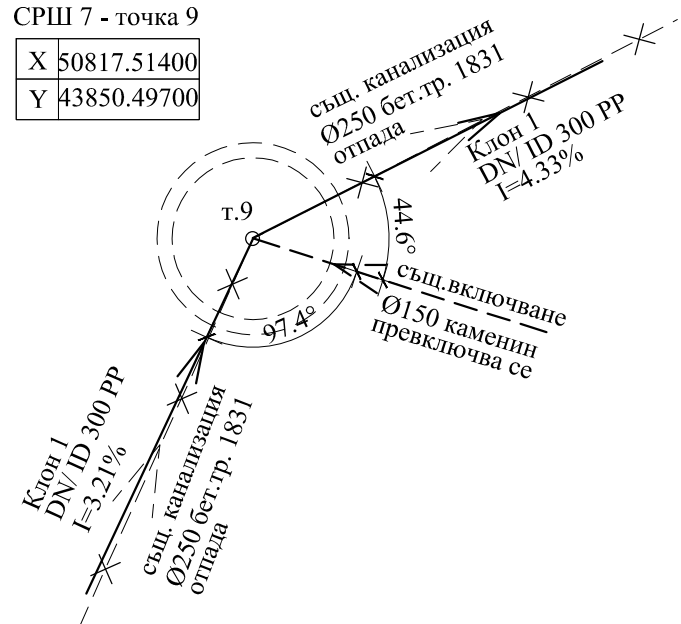 СРШ 7 - точка 9
X 50817.51400
Y 43850.49700
същ. канализация
Ø250 бет.тр. 1831
отпада
Клон 1
DN/ ID 300 PP
I=4.33%
т.9
44.6°
97.4°
същ.включване
Ø150 каменин
превключва се
Клон 1
DN/ ID 300 PP
I=3.21%
същ. канализация
Ø250 бет.тр. 1831
отпада